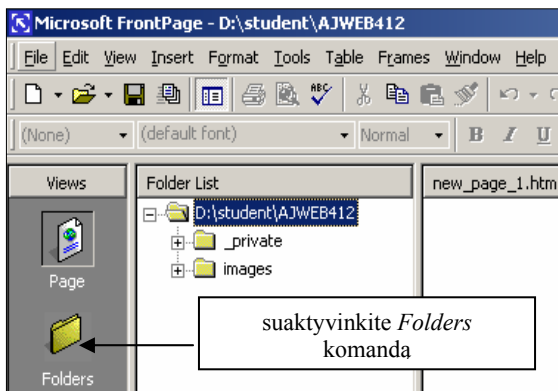 Microsoft FrontPage - D:\student\AJWEB412
File Edit View Insert Format Tools Table Frames Window Help
ABC
(None) (default font) Normal B I U
Views Folder List new_page_1.htm
D:\student\AJWEB412
_private
images
Page
suaktyvinkite Folders
komandą
Folders